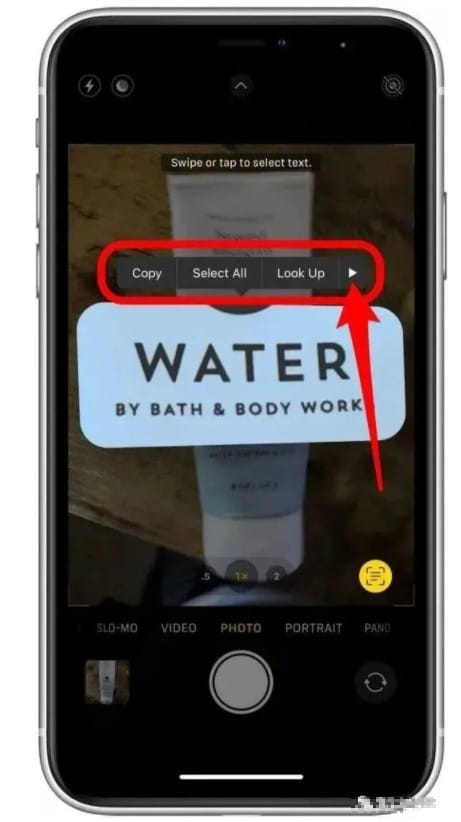 Swipe or tap to select text.
Copy Select All Look Up
WATER
BY BATH & BODY WORK
.5 1× 2
SLO-MO VIDEO PHOTO PORTRAIT PANO